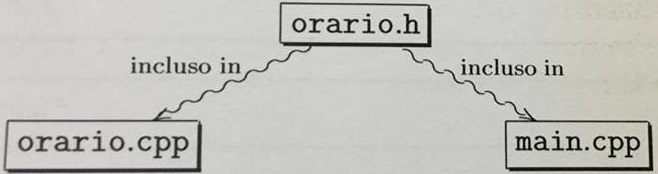 orario.h
incluso in
incluso in
orario.cpp
main.cpp